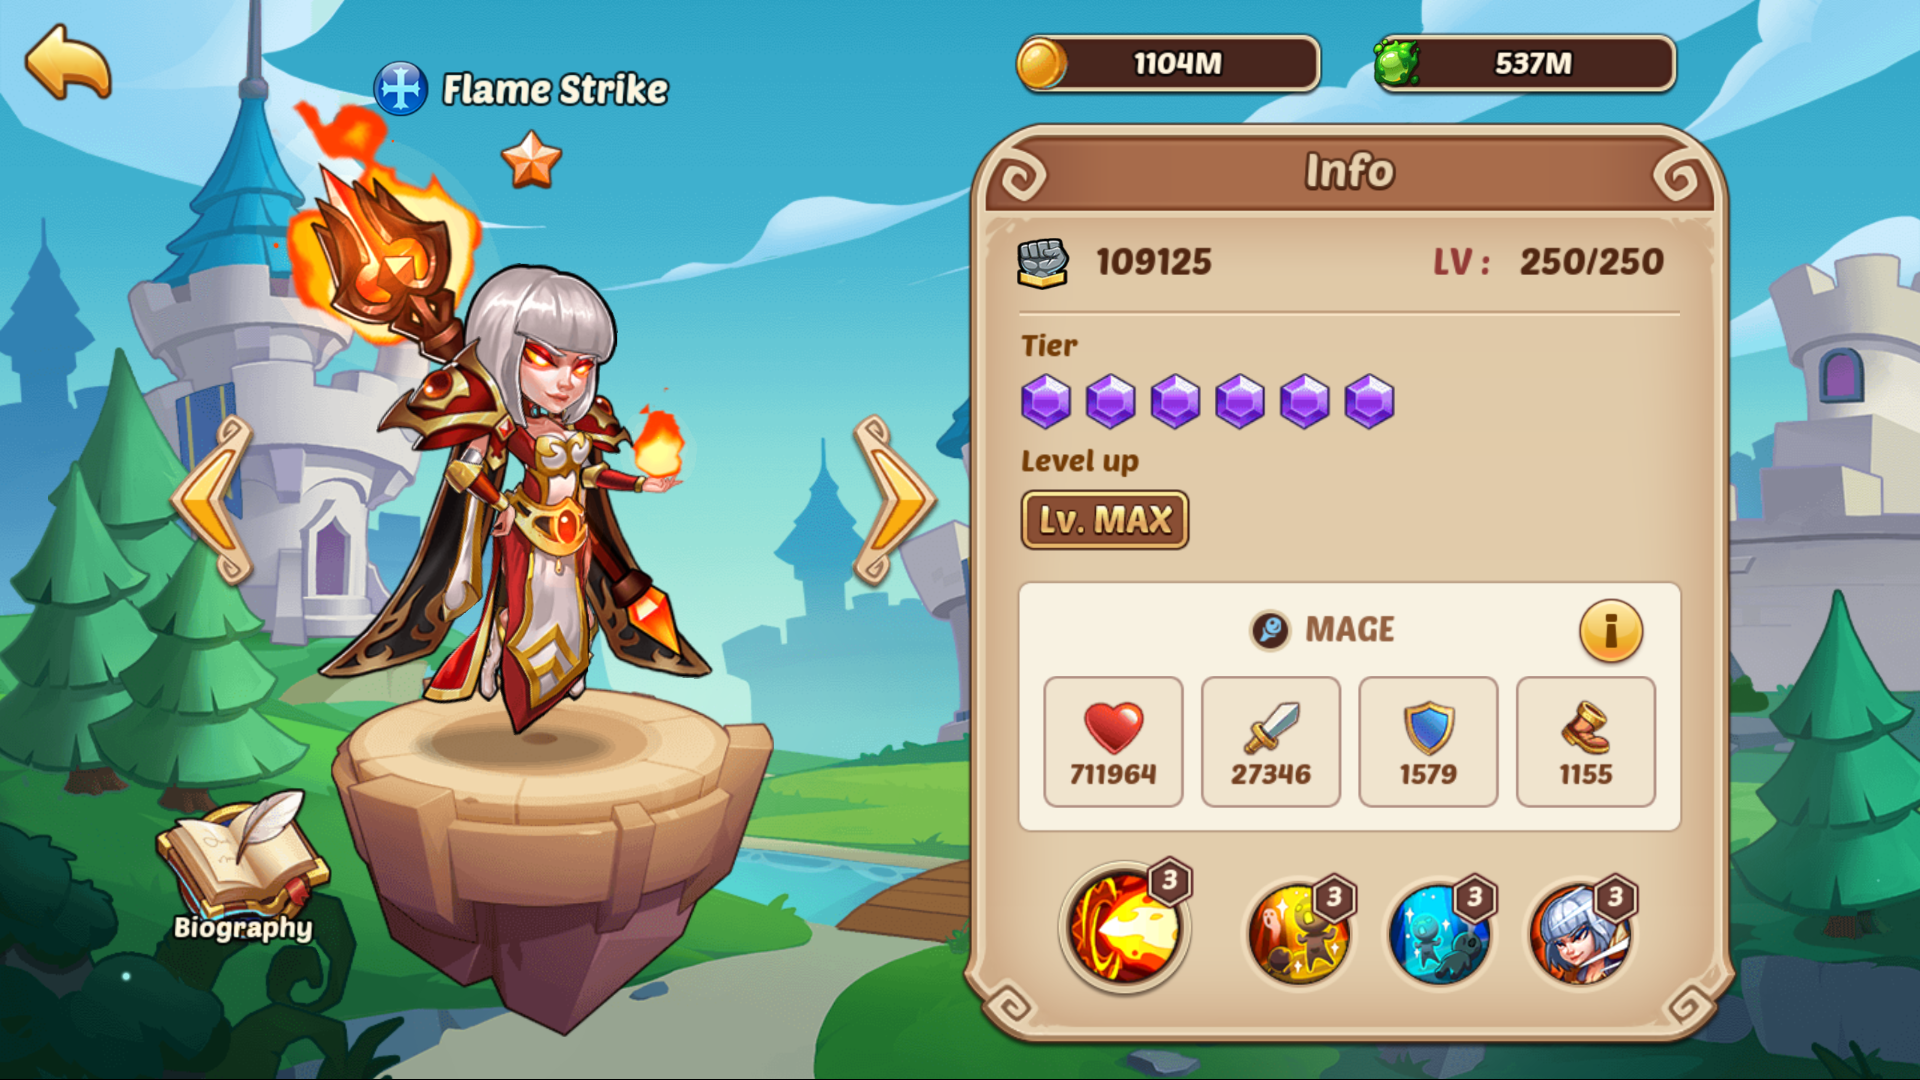 Flame Strike
1104M
537M
Info
109125
LV : 250/250
Tier
Level up
Lv. MAX
MAGE
711964
27346
1579
1155
3
3
3
3
Biography